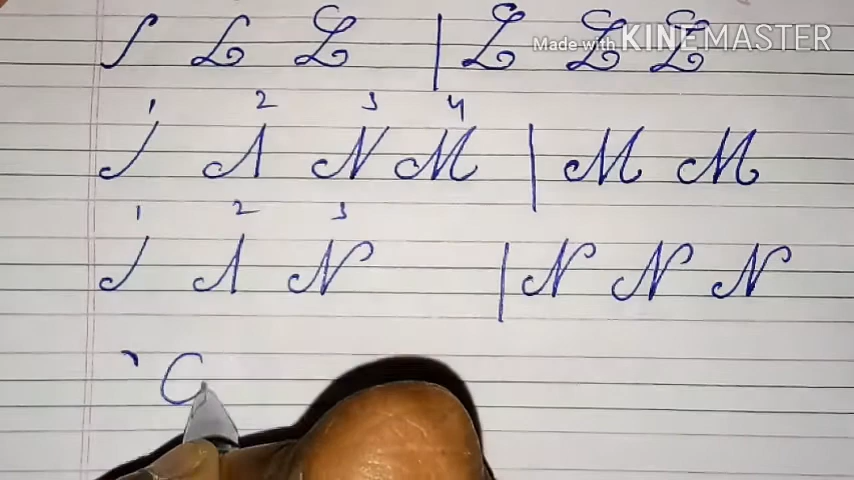 L | L L L
Made with KINEMASTER
1 2 3 4
A N M | M M
1 2 3
A N | N N N